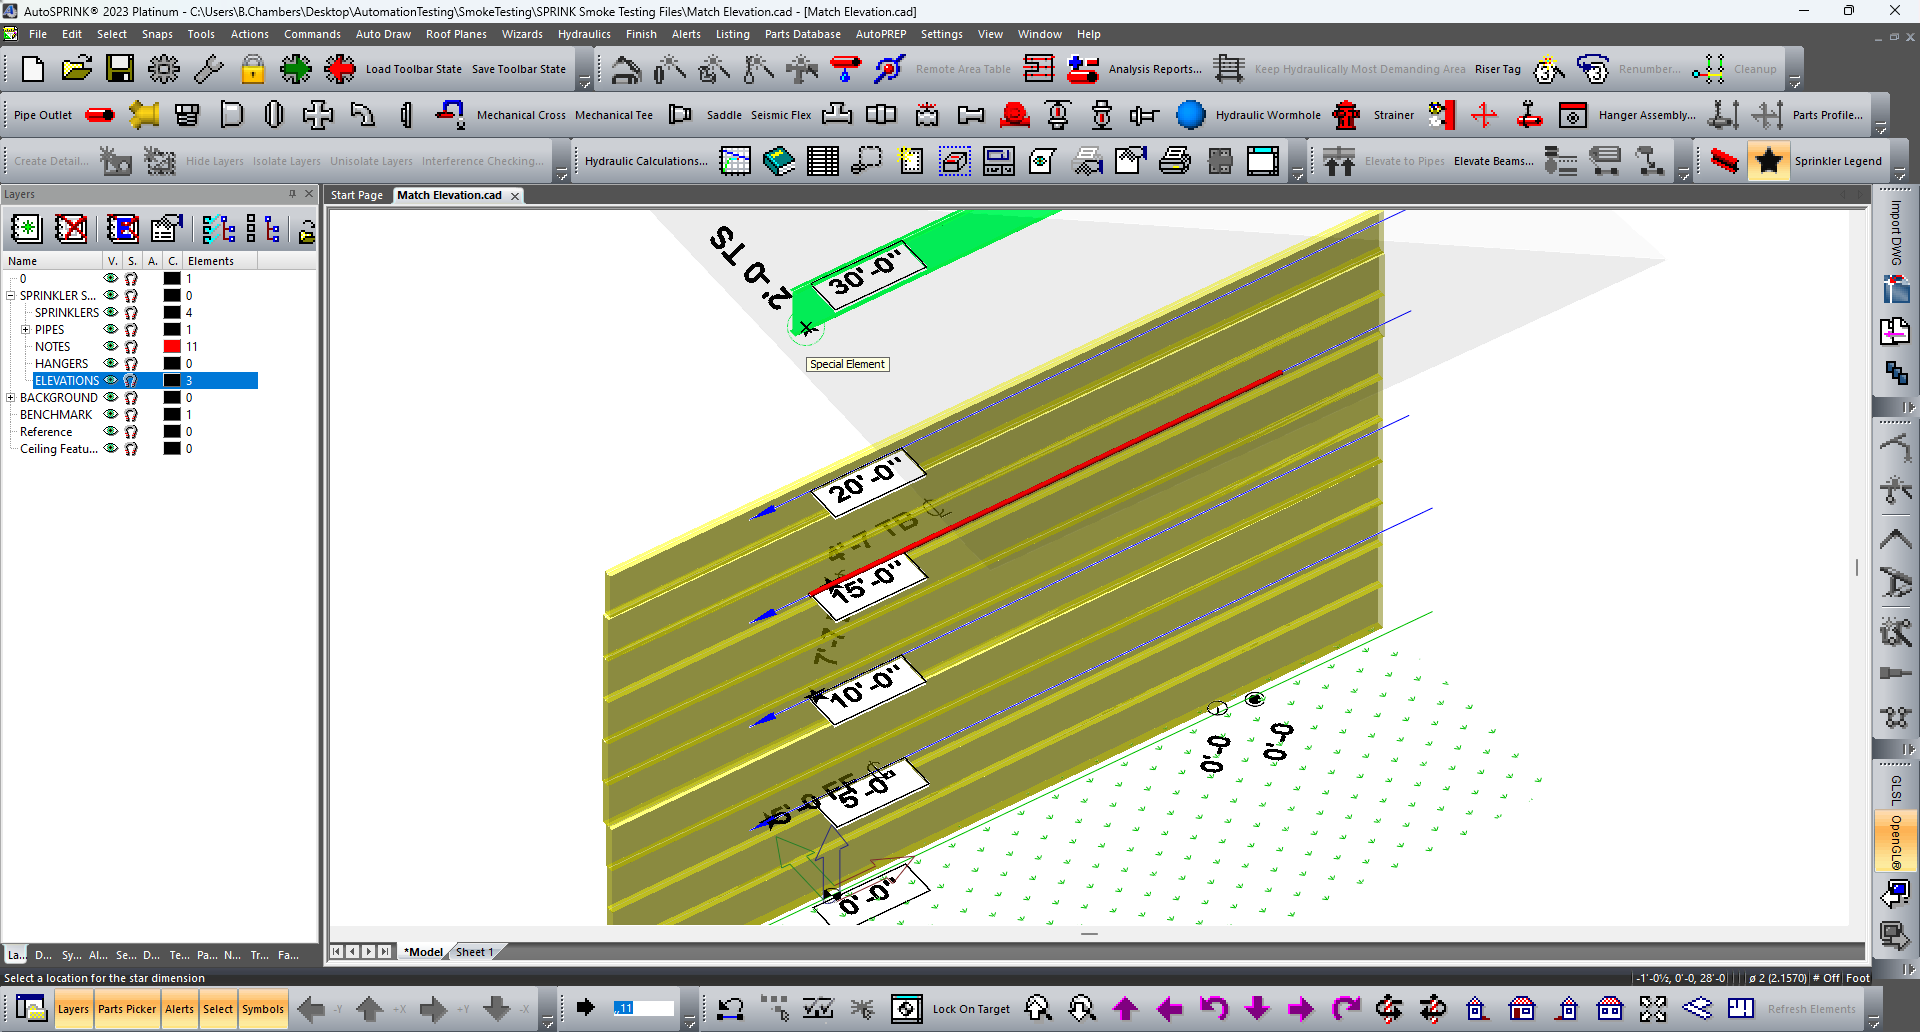 AutoSPRINK® 2023 Platinum - C:\Users\B.Chambers\Desktop\AutomationTesting\SmokeTesting\SPRINK Smoke Testing Files\Match Elevation.cad - [Match Elevation.cad]
File Edit Select Snaps Tools Actions Commands Auto Draw Roof Planes Wizards Hydraulics Finish Alerts Listing Parts Database AutoPREP Settings View Window Help
Load Toolbar State Save Toolbar State Remote Area Table Analysis Reports... Keep Hydraulically Most Demanding Area Riser Tag Renumber... Cleanup
Pipe Outlet Mechanical Cross Mechanical Tee Saddle Seismic Flex Hydraulic Wormhole Strainer Hanger Assembly... Parts Profile...
Create Detail... Hide Layers Isolate Layers Unisolate Layers Interference Checking... Hydraulic Calculations... Elevate to Pipes Elevate Beams... Sprinkler Legend
Layers
Start Page Match Elevation.cad
Name V. S. A. C. Elements
0 1
SPRINKLER S... 0
SPRINKLERS 4
PIPES 1
NOTES 11
HANGERS 0
ELEVATIONS 3
BACKGROUND 0
BENCHMARK 1
Reference 0
Ceiling Featu... 0
2'-0 TS
30'-0"
Special Element
20'-0"
4'-7 TB
15'-0"
10'-0"
5'-0"
0'-0"
0'-0
0'-0
Import DWG
GLSL
OpenGL®
La... D... Sy... Al... Se... D... Te... Pa... N... Tr... Fa...
*Model Sheet 1
Select a location for the star dimension
-1'-0½, 0'-0, 28'-0 ø 2 (2.1570) # Off Foot
Layers Parts Picker Alerts Select Symbols -Y +X +Y -X ,,11 Lock On Target Refresh Elements